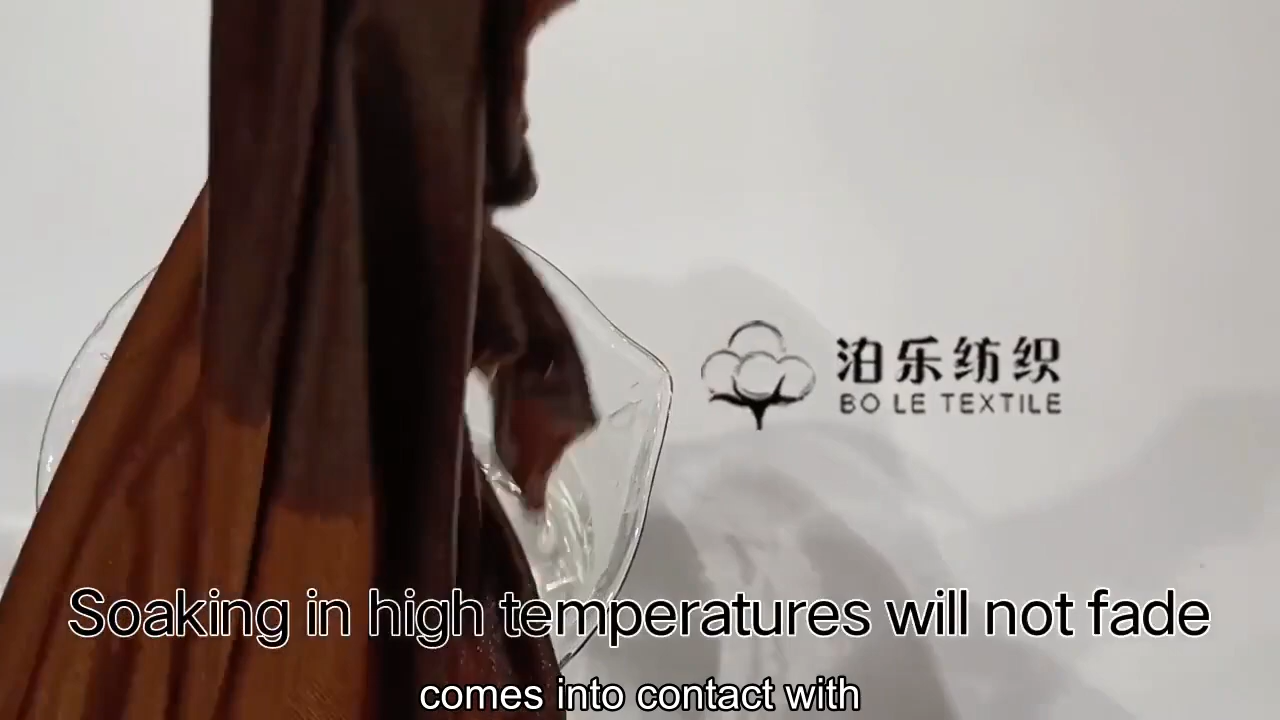 泊乐纺织
BO LE TEXTILE
Soaking in high temperatures will not fade
comes into contact with